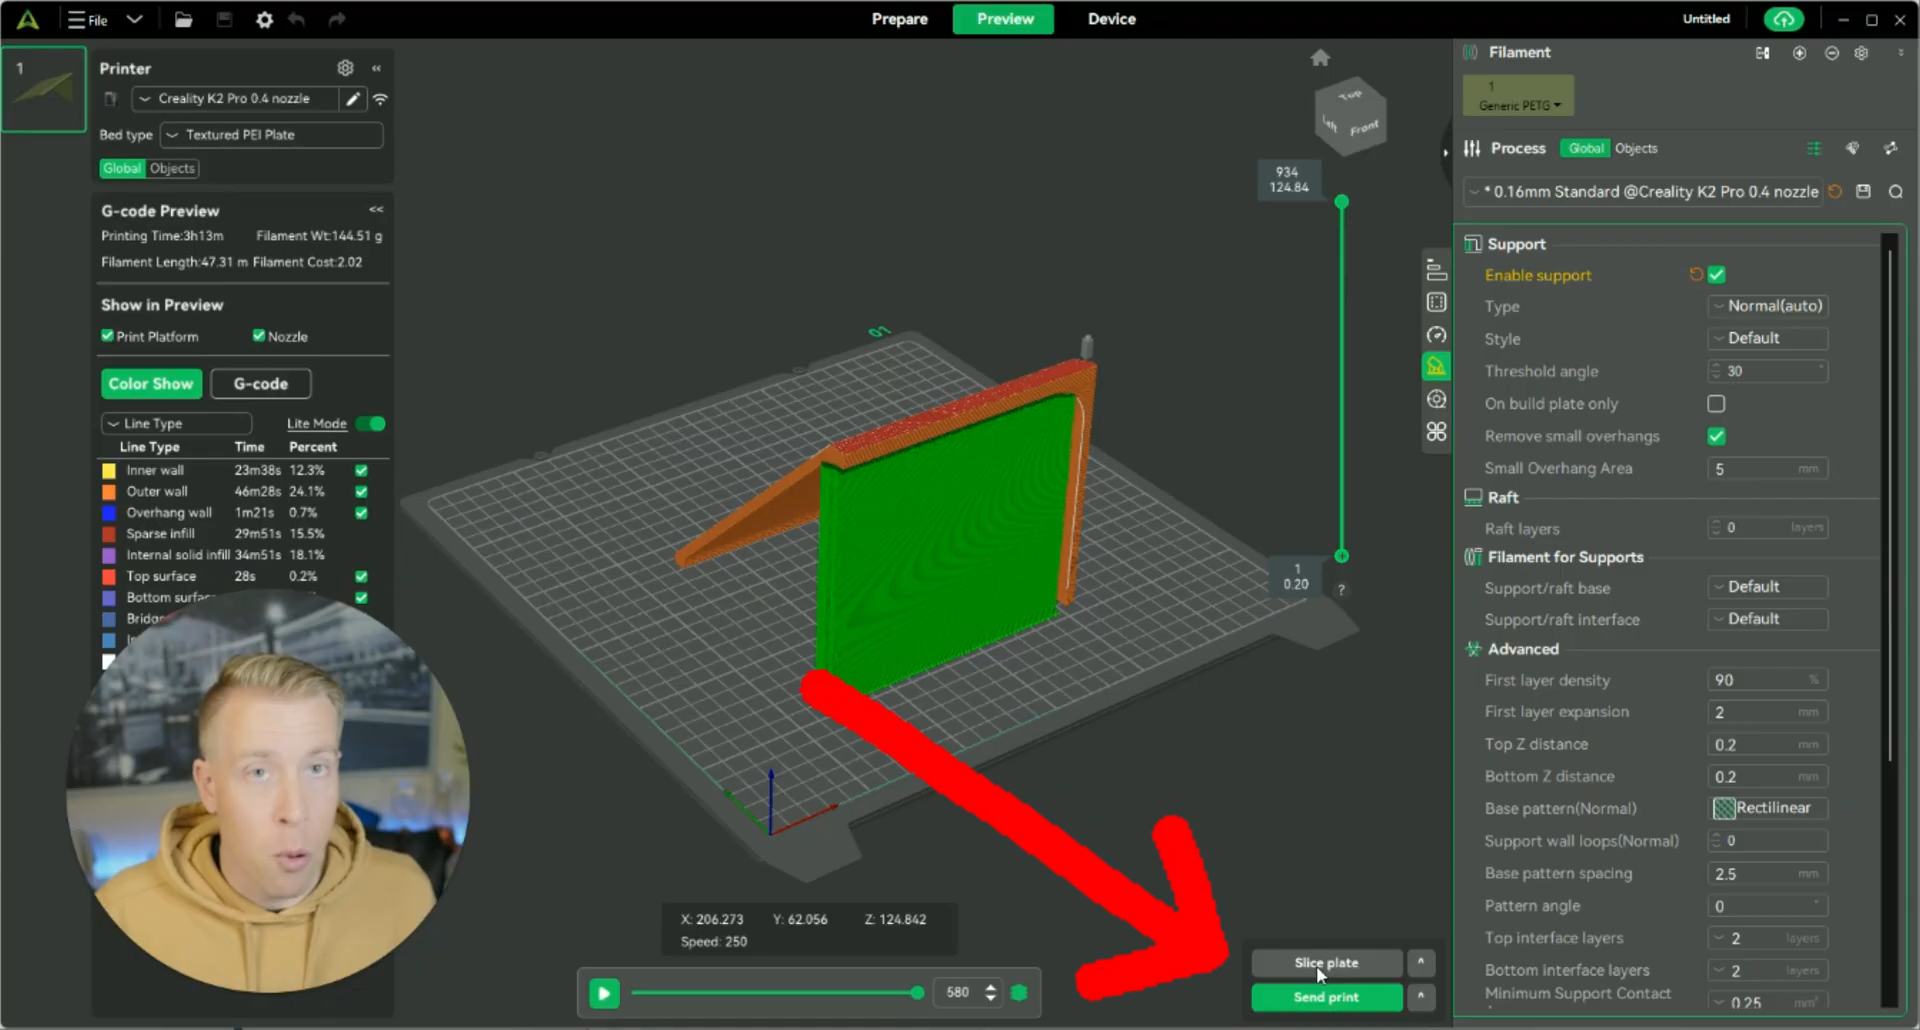 File
Prepare
Preview
Device
Untitled
1
Printer
Creality K2 Pro 0.4 nozzle
Bed type
Textured PEI Plate
Global Objects
G-code Preview
Printing Time:3h13m Filament Wt:144.51 g
Filament Length:47.31 m Filament Cost:2.02
Show in Preview
Print Platform Nozzle
Color Show G-code
Line Type Lite Mode
Line Type Time Percent
Inner wall 23m38s 12.3%
Outer wall 46m28s 24.1%
Overhang wall 1m21s 0.7%
Sparse infill 29m51s 15.5%
Internal solid infill 34m51s 18.1%
Top surface 28s 0.2%
Bottom
01
Top
Left Front
934
124.84
1
0.20
?
X: 206.273 Y: 62.056 Z: 124.842
Speed: 250
580
Slice plate
Send print
Filament
1
Generic PETG
Process Global Objects
* 0.16mm Standard @Creality K2 Pro 0.4 nozzle
Support
Enable support
Type Normal(auto)
Style Default
Threshold angle 30 °
On build plate only
Remove small overhangs
Small Overhang Area 5 mm
Raft
Raft layers 0 layers
Filament for Supports
Support/raft base Default
Support/raft interface Default
Advanced
First layer density 90 %
First layer expansion 2 mm
Top Z distance 0.2 mm
Bottom Z distance 0.2 mm
Base pattern(Normal) Rectilinear
Support wall loops(Normal) 0
Base pattern spacing 2.5 mm
Pattern angle 0 °
Top interface layers 2 layers
Bottom interface layers 2 layers
Minimum Support Contact 0.25 mm²